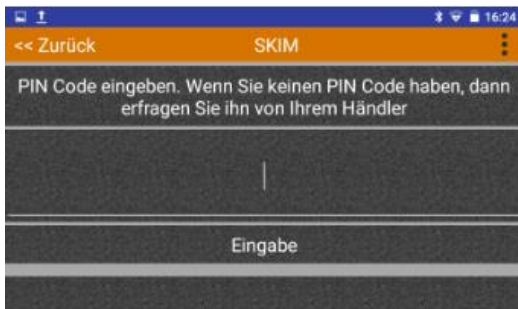 16:24
<< Zurück SKIM
PIN Code eingeben. Wenn Sie keinen PIN Code haben, dann
erfragen Sie ihn von Ihrem Händler
Eingabe